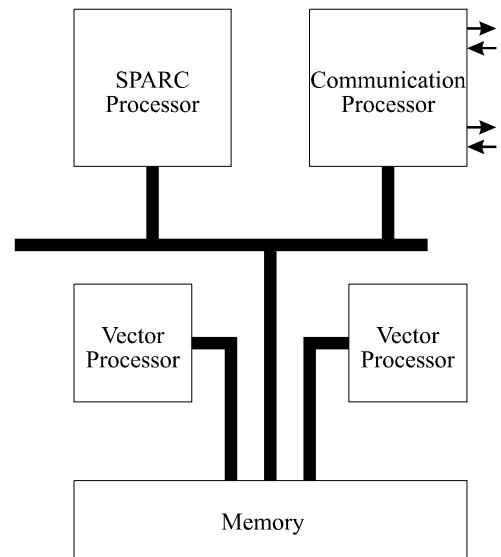 SPARC
Processor
Communication
Processor
Vector
Processor
Vector
Processor
Memory